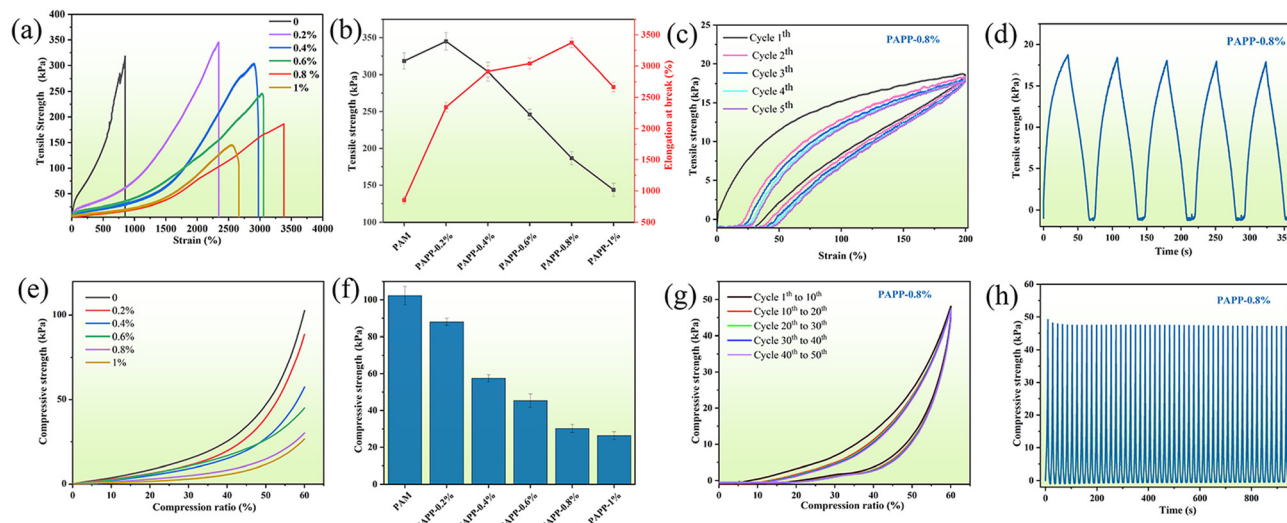 (a)
Tensile Strength (kPa)
400
350
300
250
200
150
100
50
0
0.2%
0.4%
0.6%
0.8 %
1%
0 500 1000 1500 2000 2500 3000 3500 4000
Strain (%)
(b)
Tensile strength (kPa)
350
300
250
200
150
100
3500
3000
2500
2000
1500
1000
500
Elongation at break (%)
PAM
PAPP-0.2%
PAPP-0.4%
PAPP-0.6%
PAPP-0.8%
PAPP-1%
(c)
Tensile strength (kPa)
25
20
15
10
5
0
Cycle 1th
Cycle 2th
Cycle 3th
Cycle 4th
Cycle 5th
PAPP-0.8%
0 50 100 150 200
Strain (%)
(d)
Tensile strength (kPa))
20
15
10
5
0
PAPP-0.8%
0 50 100 150 200 250 300 350
Time (s)
(e)
Compressive strength (kPa)
100
50
0
0
0.2%
0.4%
0.6%
0.8%
1%
0 10 20 30 40 50 60
Compression ratio (%)
(f)
Compressive strength (kPa)
100
80
60
40
20
0
PAM
PAPP-0.2%
PAPP-0.4%
PAPP-0.6%
PAPP-0.8%
PAPP-1%
(g)
Compressive strength (kPa)
50
40
30
20
10
0
Cycle 1th to 10th
Cycle 10th to 20th
Cycle 20th to 30th
Cycle 30th to 40th
Cycle 40th to 50th
PAPP-0.8%
0 20 40 60
Compression ratio (%)
(h)
Compressive strength (kPa)
60
50
40
30
20
10
0
PAPP-0.8%
0 200 400 600 800
Time (s)